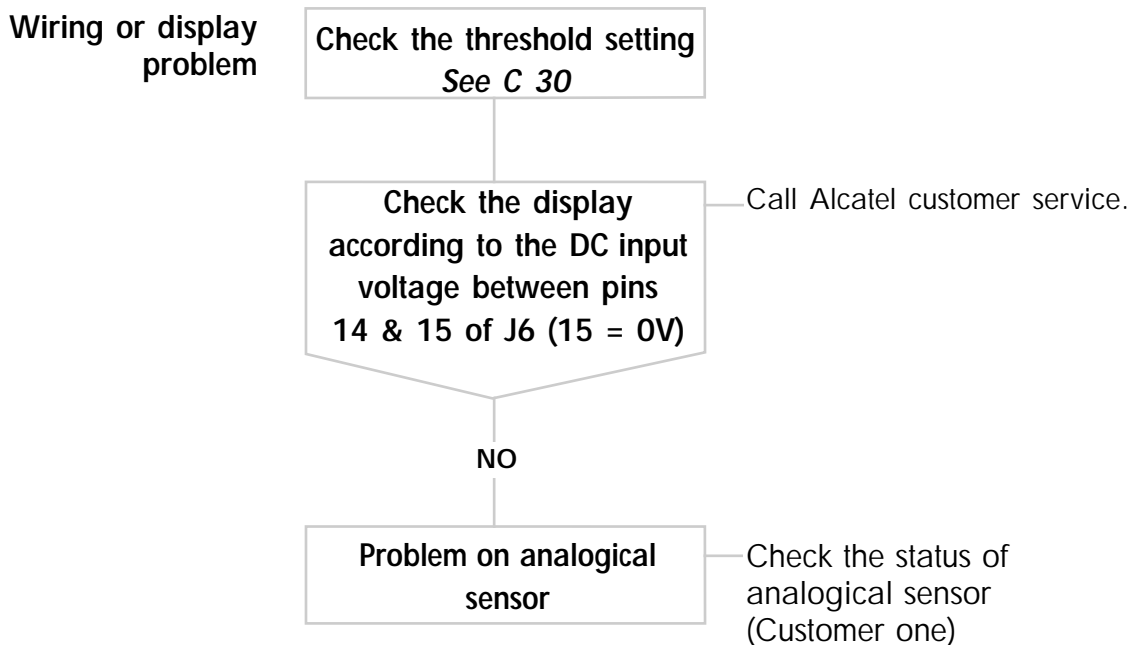 Wiring or display
problem
Check the threshold setting
See C 30
Check the display
according to the DC input
voltage between pins
14 & 15 of J6 (15 = 0V)
Call Alcatel customer service.
NO
Problem on analogical
sensor
Check the status of
analogical sensor
(Customer one)